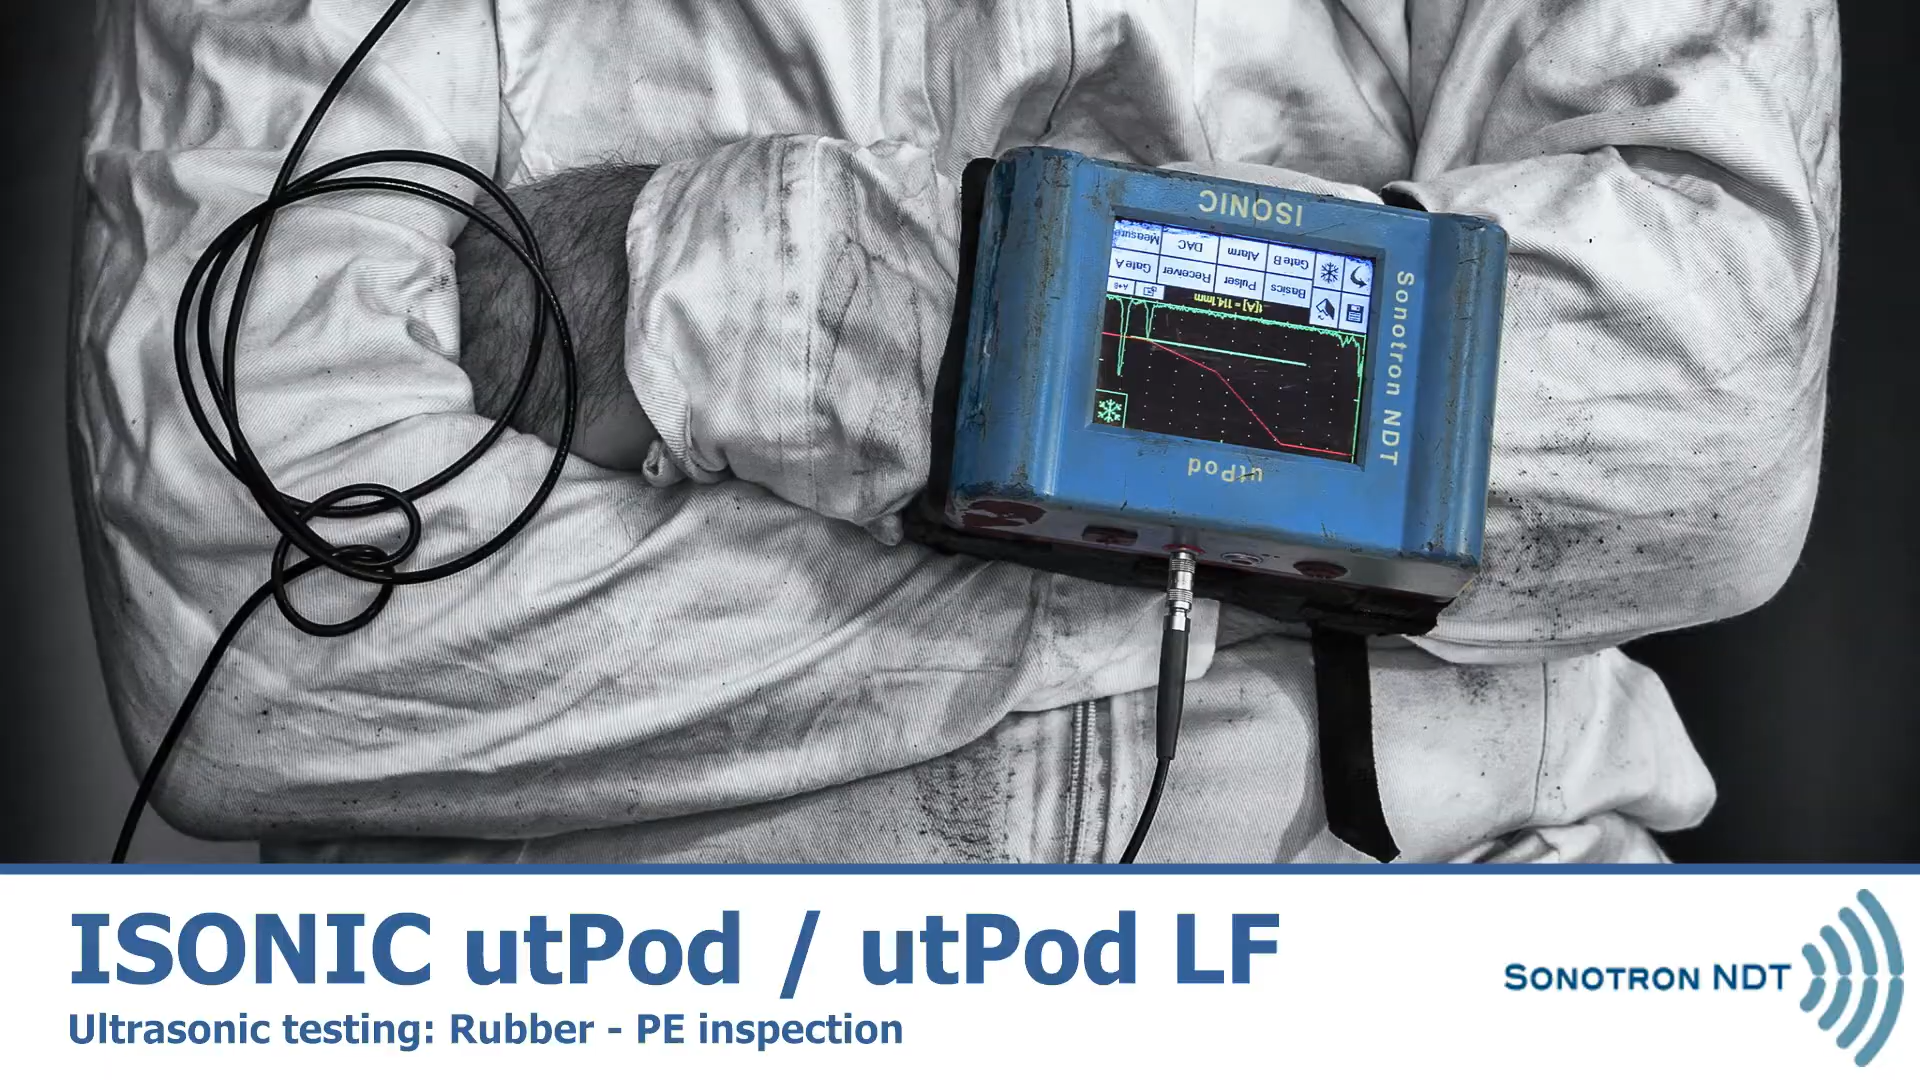 ISONIC
Measure DAC Alarm Gate B
Gate A Receiver Pulser Basics
t(A) = 114.1mm
Sonotron NDT
utPod
ISONIC utPod / utPod LF
Ultrasonic testing: Rubber - PE inspection
SONOTRON NDT